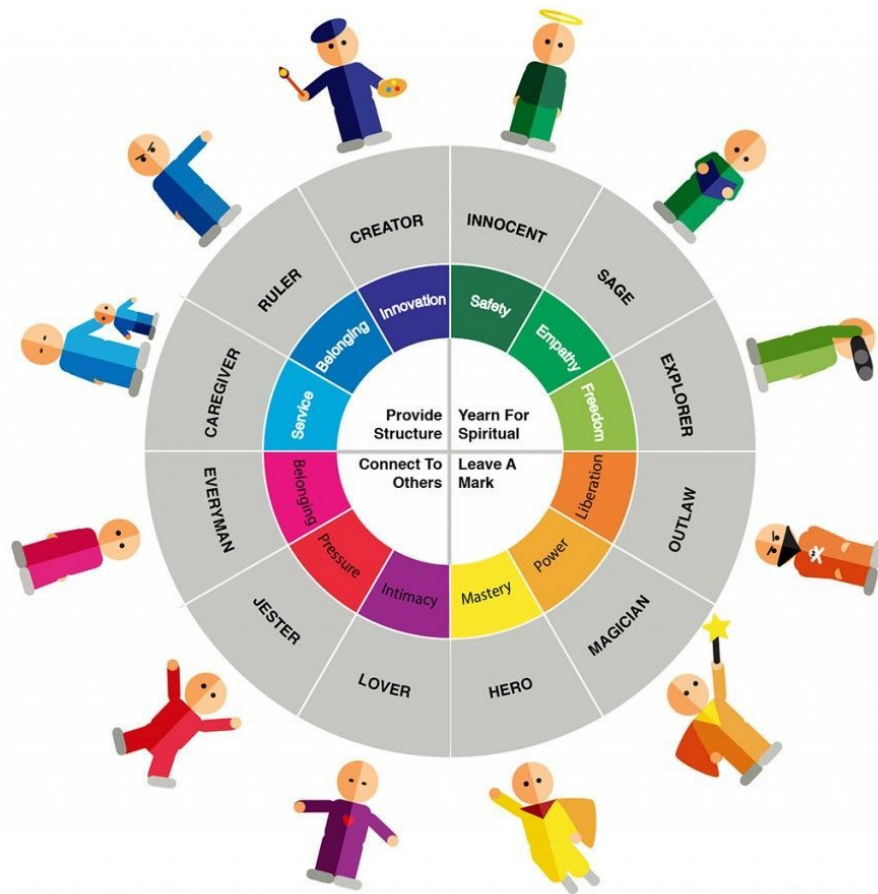 CREATOR
INNOCENT
SAGE
EXPLORER
OUTLAW
MAGICIAN
HERO
LOVER
JESTER
EVERYMAN
CAREGIVER
RULER
Innovation
Safety
Empathy
Freedom
Liberation
Power
Mastery
Intimacy
Pressure
Belonging
Service
Belonging
Provide
Structure
Yearn For
Spiritual
Connect To
Others
Leave A
Mark